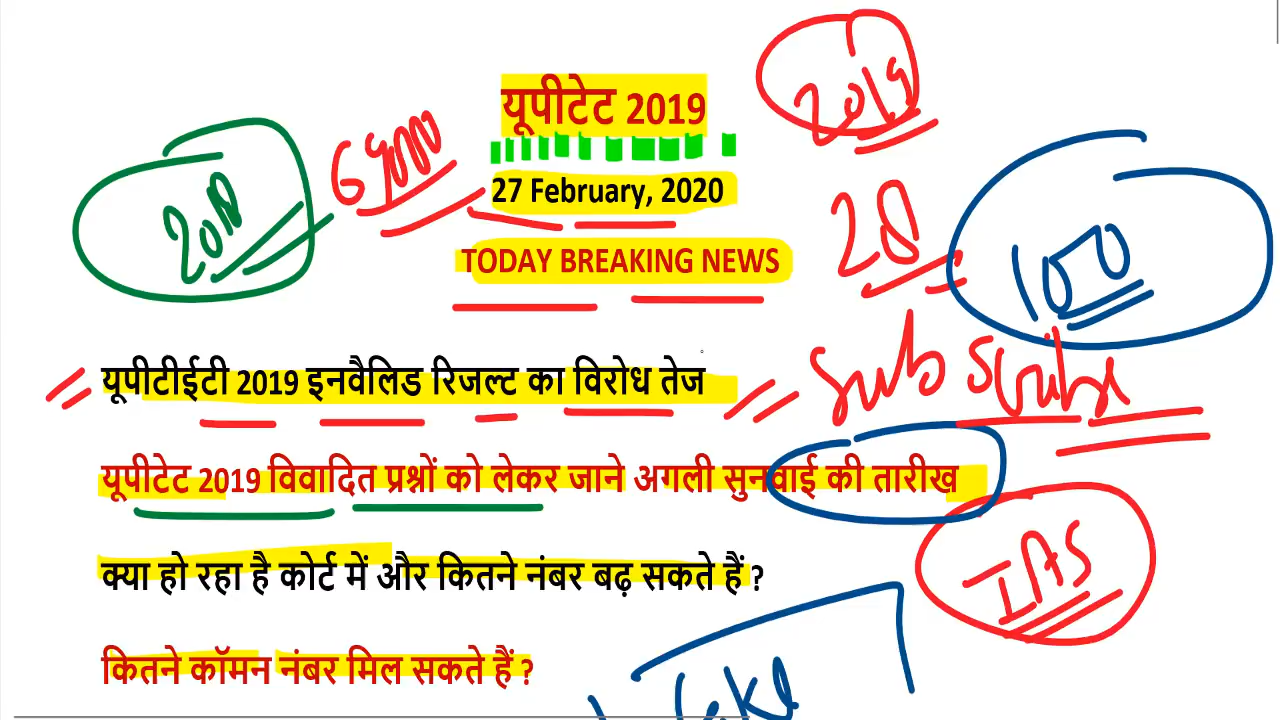 2019
यूपीटेट 2019
69000
2018
27 February, 2020
28
100
TODAY BREAKING NEWS
Subscribe
यूपीटीईटी 2019 इनवैलिड रिजल्ट का विरोध तेज
यूपीटेट 2019 विवादित प्रश्नों को लेकर जाने अगली सुनवाई की तारीख
IAS
क्या हो रहा है कोर्ट में और कितने नंबर बढ़ सकते हैं ?
कितने कॉमन नंबर मिल सकते हैं ?